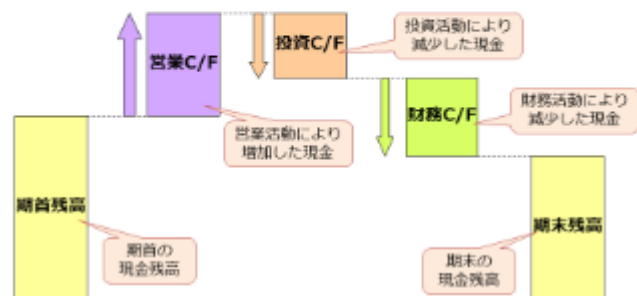 営業C/F
投資C/F
投資活動により
減少した現金
営業活動により
増加した現金
財務C/F
財務活動により
減少した現金
期首残高
期首の
現金残高
期末残高
期末の
現金残高